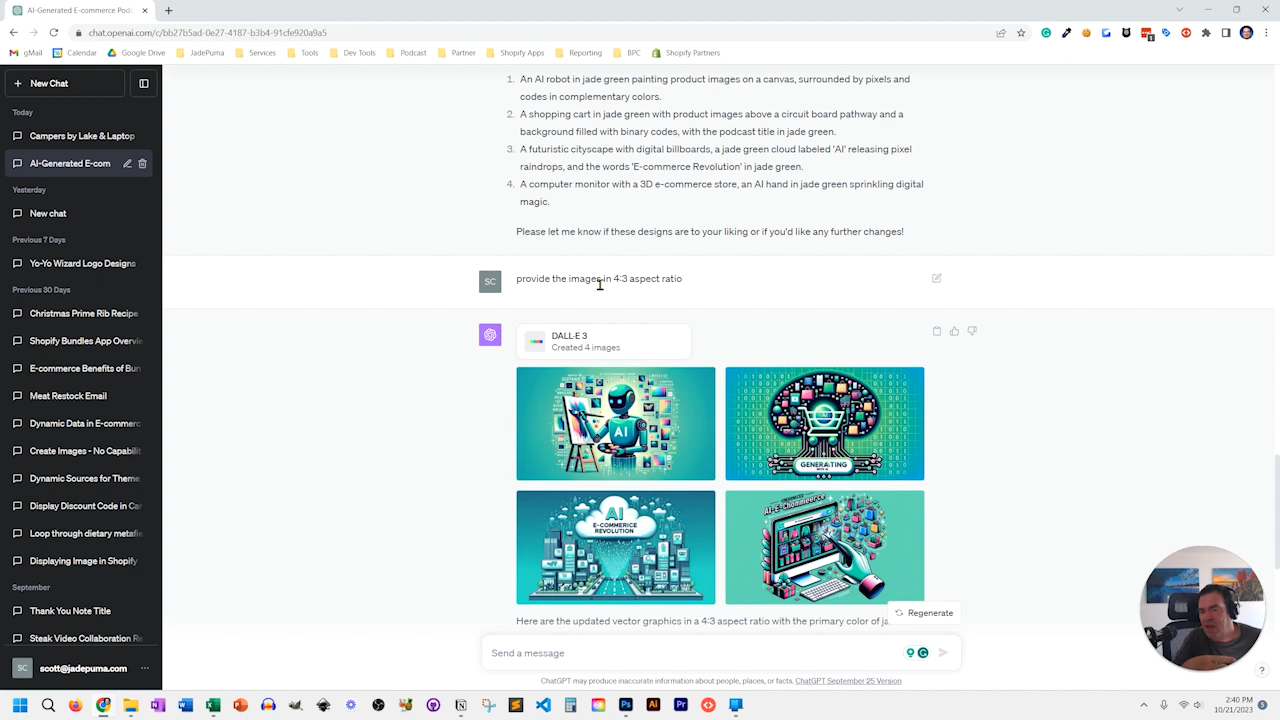 AI-Generated E-commerce Pod
chat.openai.com/c/bb27b5ad-0e27-4187-b3b4-91cfe920a9a5
gMail
Calendar
Google Drive
JadePuma
Services
Tools
Dev Tools
Podcast
Partner
Shopify Apps
Reporting
BPC
Shopify Partners
New Chat
Today
Campers by Lake & Laptop
AI-Generated E-com
Yesterday
New chat
Previous 7 Days
Yo-Yo Wizard Logo Designs
Previous 30 Days
Christmas Prime Rib Recipe
Shopify Bundles App Overvie
E-commerce Benefits of Bun
Meat Restock Email
Dynamic Data in E-commerc
Create Images - No Capabilit
Dynamic Sources for Theme
Display Discount Code in Car
Loop through dietary metafie
Displaying Image in Shopify
September
Thank You Note Title
Steak Video Collaboration Re
SC
scott@jadepuma.com
1. An AI robot in jade green painting product images on a canvas, surrounded by pixels and
codes in complementary colors.
2. A shopping cart in jade green with product images above a circuit board pathway and a
background filled with binary codes, with the podcast title in jade green.
3. A futuristic cityscape with digital billboards, a jade green cloud labeled 'AI' releasing pixel
raindrops, and the words 'E-commerce Revolution' in jade green.
4. A computer monitor with a 3D e-commerce store, an AI hand in jade green sprinkling digital
magic.
Please let me know if these designs are to your liking or if you'd like any further changes!
SC
provide the images in 4:3 aspect ratio
DALL·E 3
Created 4 images
AI
AI
AI
E-COMMERICE
REVOLUTION
AI-E-Chommerce
Regenerate
Here are the updated vector graphics in a 4:3 aspect ratio with the primary color of ja
Send a message
ChatGPT may produce inaccurate information about people, places, or facts. ChatGPT September 25 Version
?
2:40 PM
10/21/2023